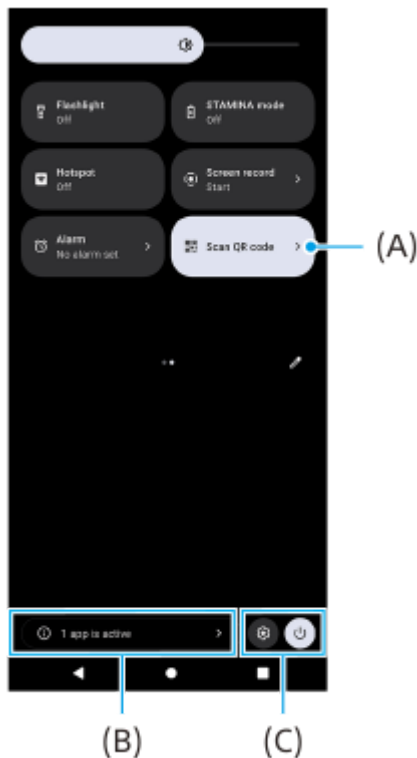 Flashlight
Off
STAMINA mode
Off
Hotspot
Off
Screen record
Start
Alarm
No alarm set
Scan QR code
(A)
1 app is active
(B)
(C)